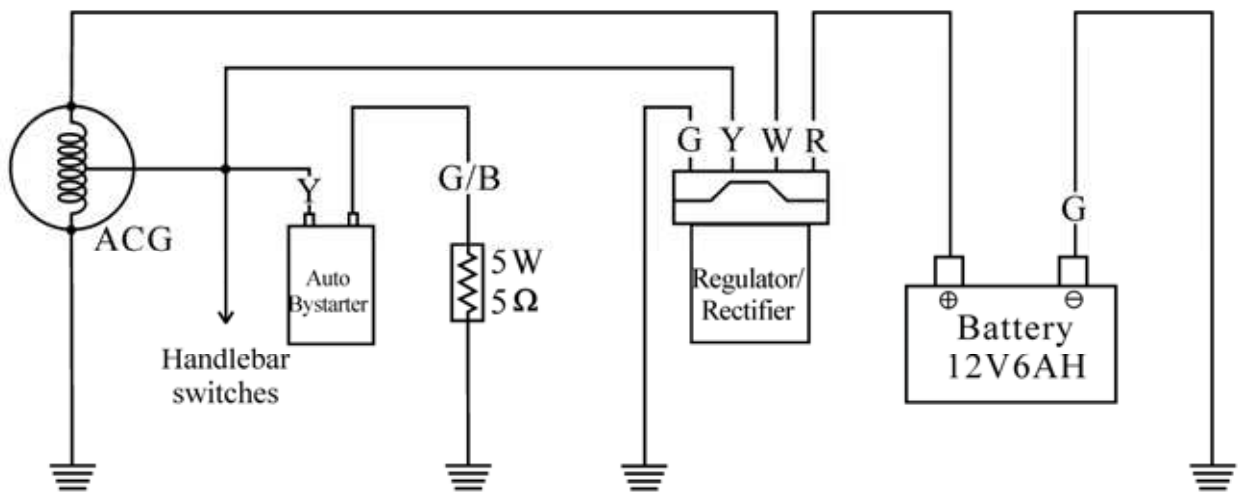 G Y W R
G/B
Y
G
ACG
5W
5Ω
Auto
Bystarter
Regulator/
Rectifier
⊕ ⊖
Battery
12V6AH
Handlebar
switches